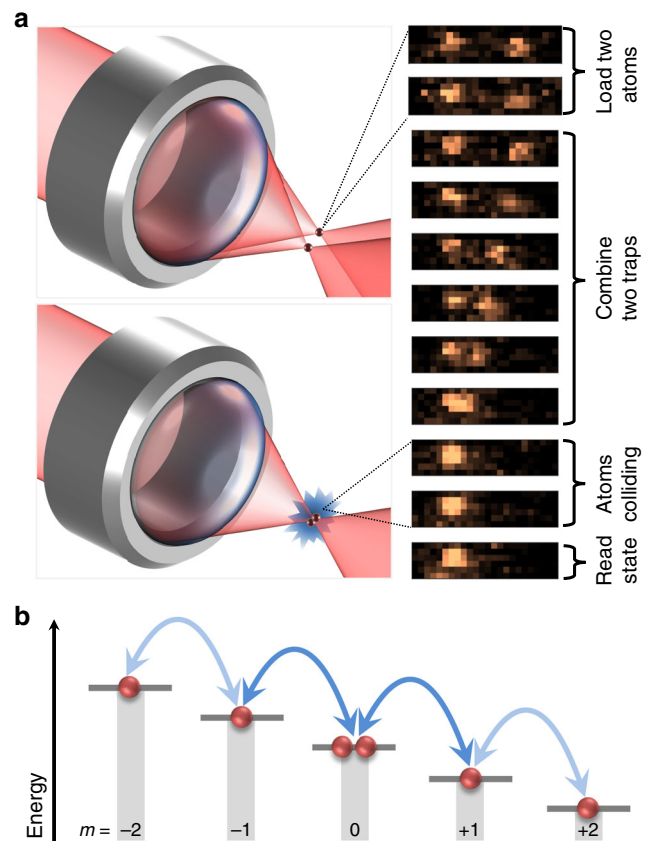 a
Load two
atoms
Combine
two traps
Atoms
colliding
Read
state
b
Energy
m = −2
−1
0
+1
+2